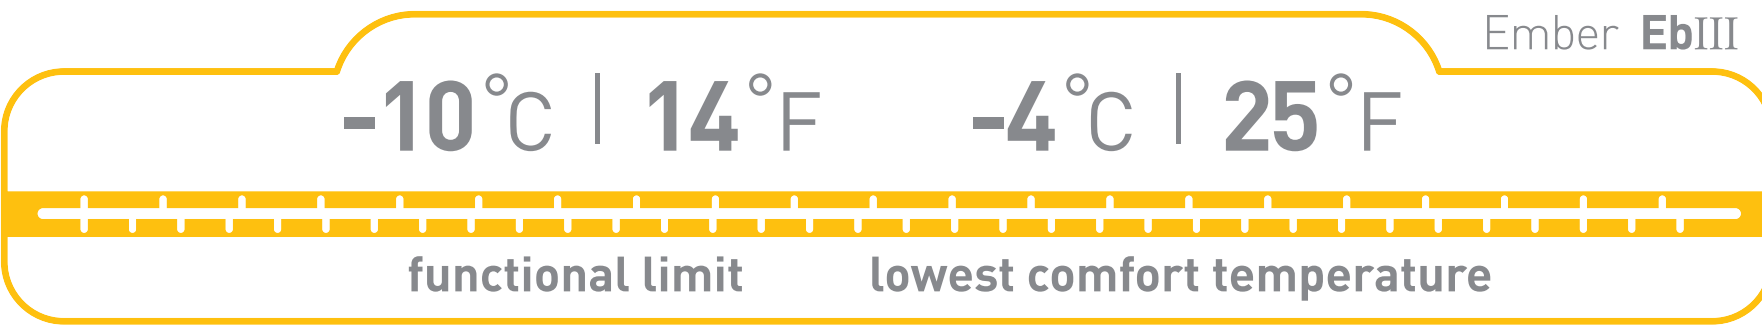 Ember EbIII
-10°C | 14°F -4°C | 25°F
functional limit lowest comfort temperature